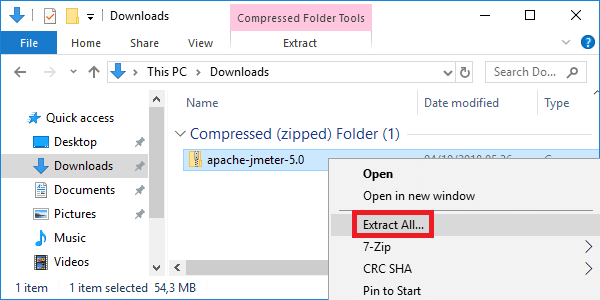 Downloads
Compressed Folder Tools
File
Home
Share
View
Extract
This PC
Downloads
Search Do...
Name
Date modified
Type
Quick access
Desktop
Downloads
Documents
Pictures
Music
Videos
Compressed (zipped) Folder (1)
apache-jmeter-5.0
Open
Open in new window
Extract All...
7-Zip
CRC SHA
Pin to Start
1 item
1 item selected 54,3 MB